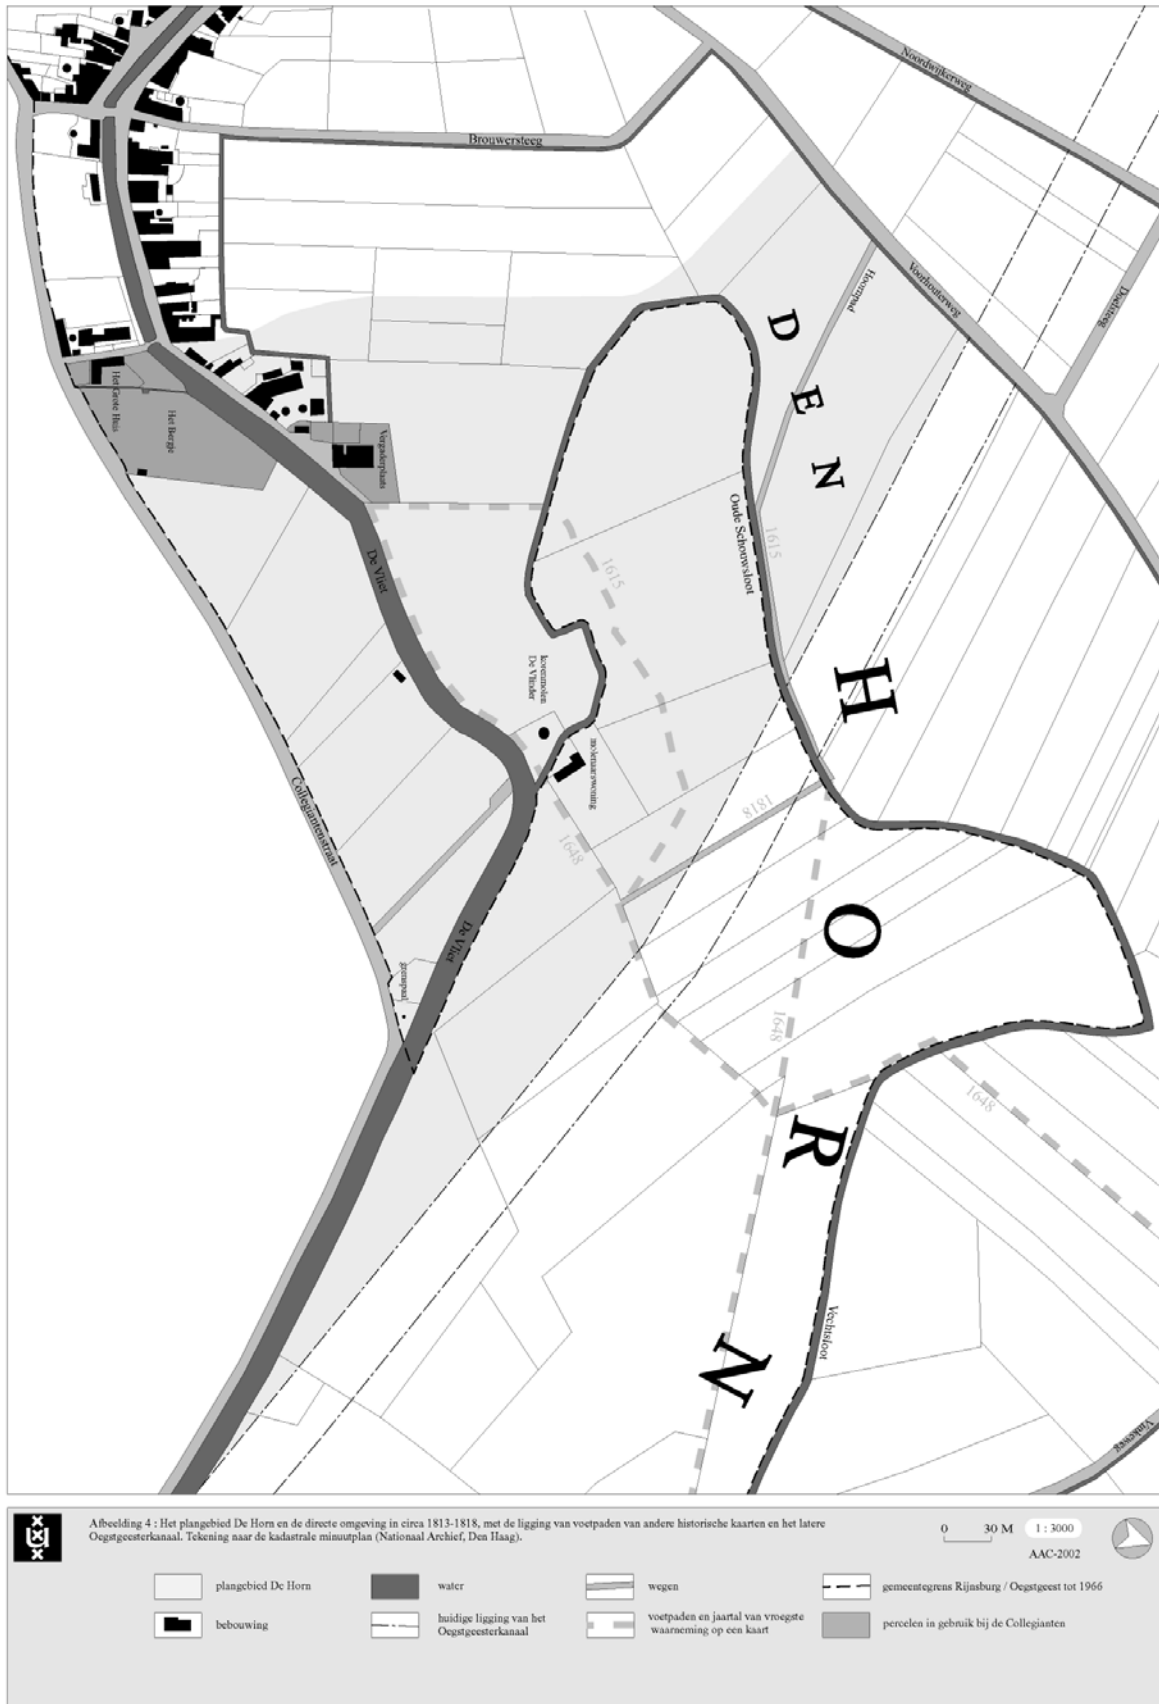 Noordwijkerweg
Brouwersteeg
Voorhouterweg
Doelsteeg
Hoornpad
D E N
Het Grote Huis
Het Bergje
Vergaderplaats
Oude Schouwsloot
1615
1615
De Vliet
H
korenmolen
De Vlinder
molenaarswoning
Collegiantenstraat
1818
1648
O
De Vliet
grenspaal
1648
1648
R
Vechtsloot
N
Vinkeweg
Afbeelding 4 : Het plangebied De Horn en de directe omgeving in circa 1813-1818, met de ligging van voetpaden van andere historische kaarten en het latere
Oegstgeesterkanaal. Tekening naar de kadastrale minuutplan (Nationaal Archief, Den Haag).
0 30 M 1 : 3000
AAC-2002
plangebied De Horn
water
wegen
gemeentegrens Rijnsburg / Oegstgeest tot 1966
bebouwing
huidige ligging van het
Oegstgeesterkanaal
voetpaden en jaartal van vroegste
waarneming op een kaart
percelen in gebruik bij de Collegianten